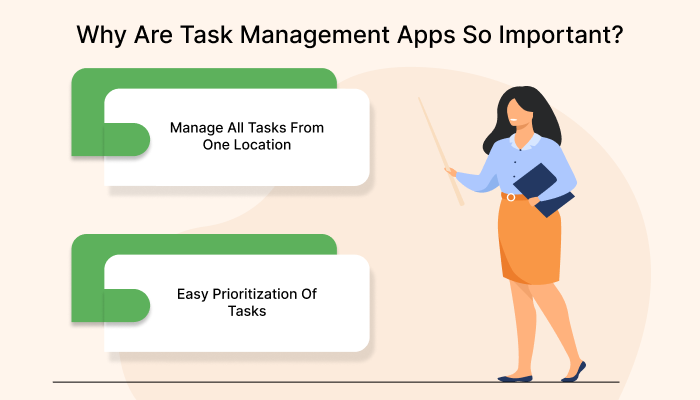 Why Are Task Management Apps So Important?
Manage All Tasks From
One Location
Easy Prioritization Of
Tasks